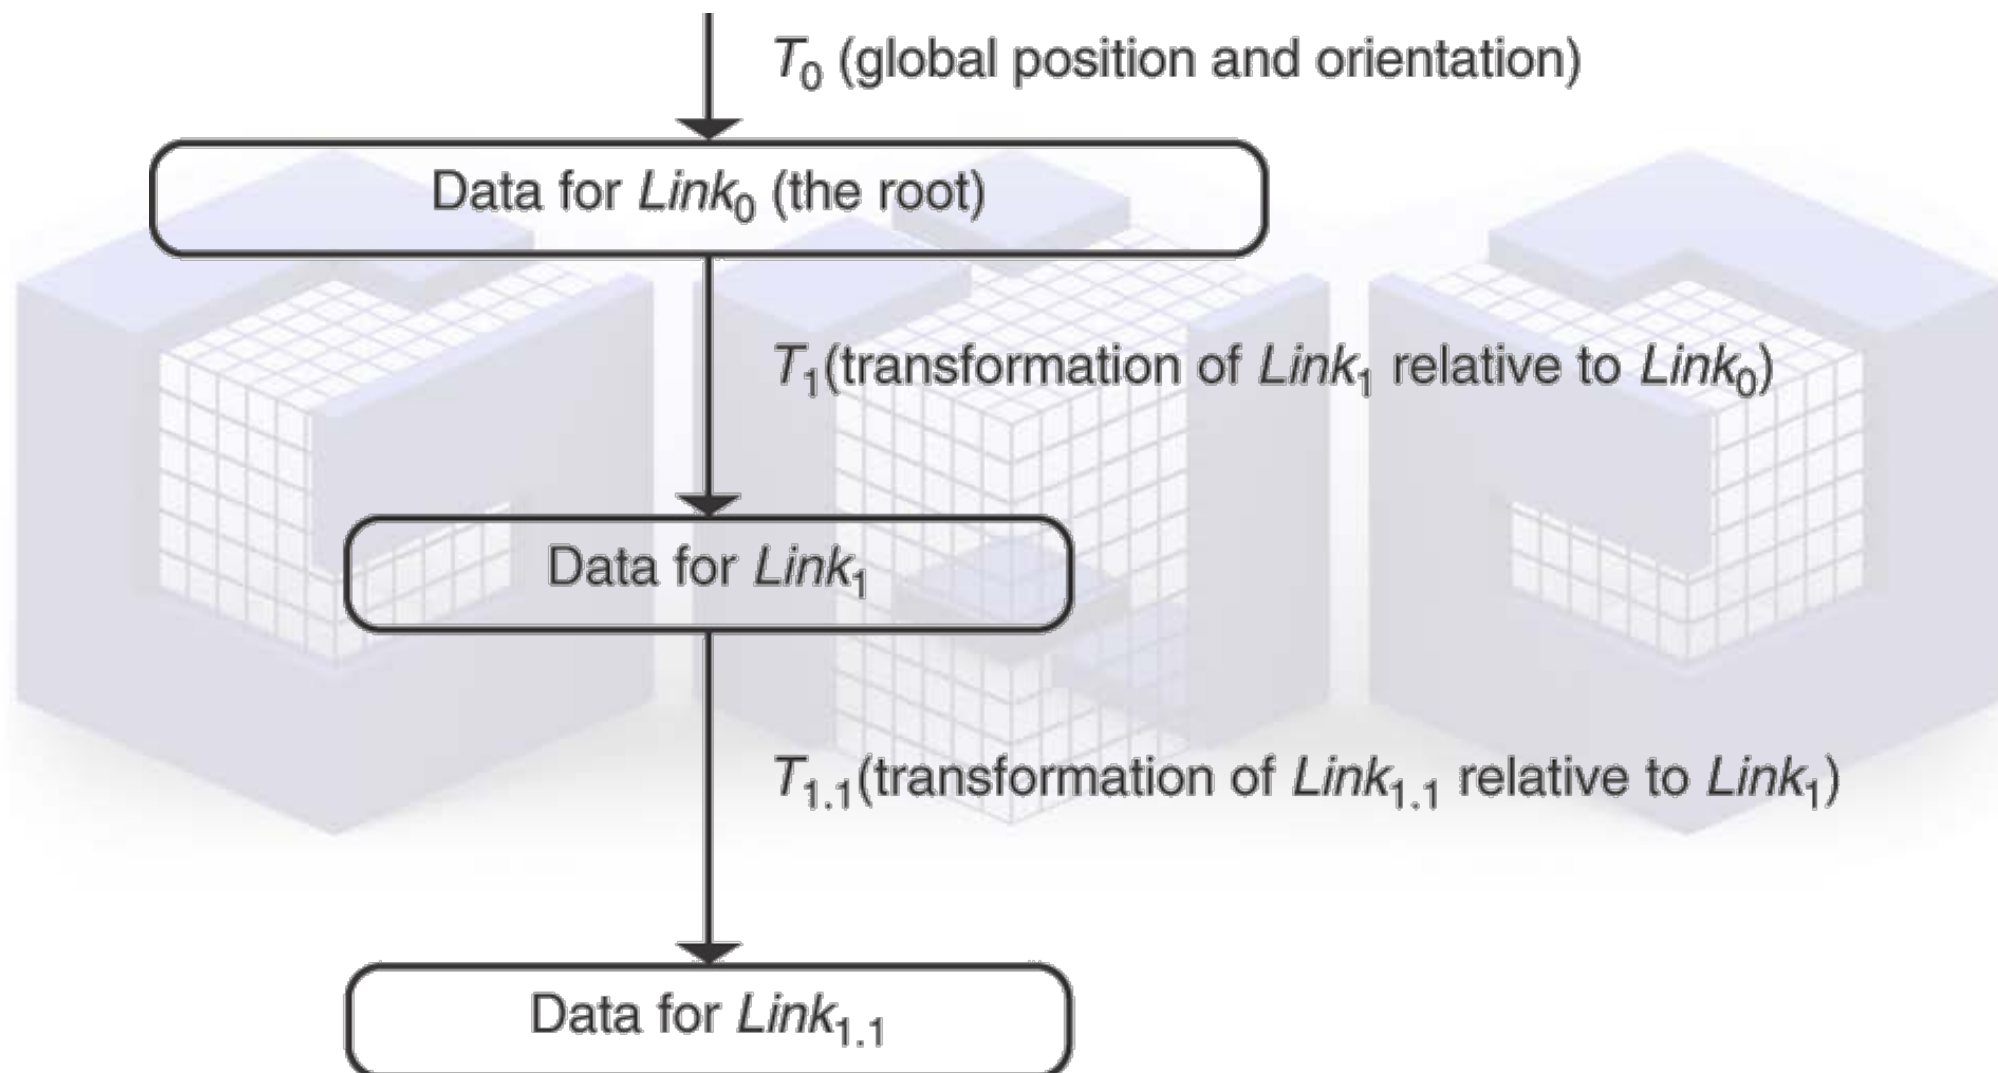 T₀ (global position and orientation)
Data for Link₀ (the root)
T₁(transformation of Link₁ relative to Link₀)
Data for Link₁
T₁.₁(transformation of Link₁.₁ relative to Link₁)
Data for Link₁.₁